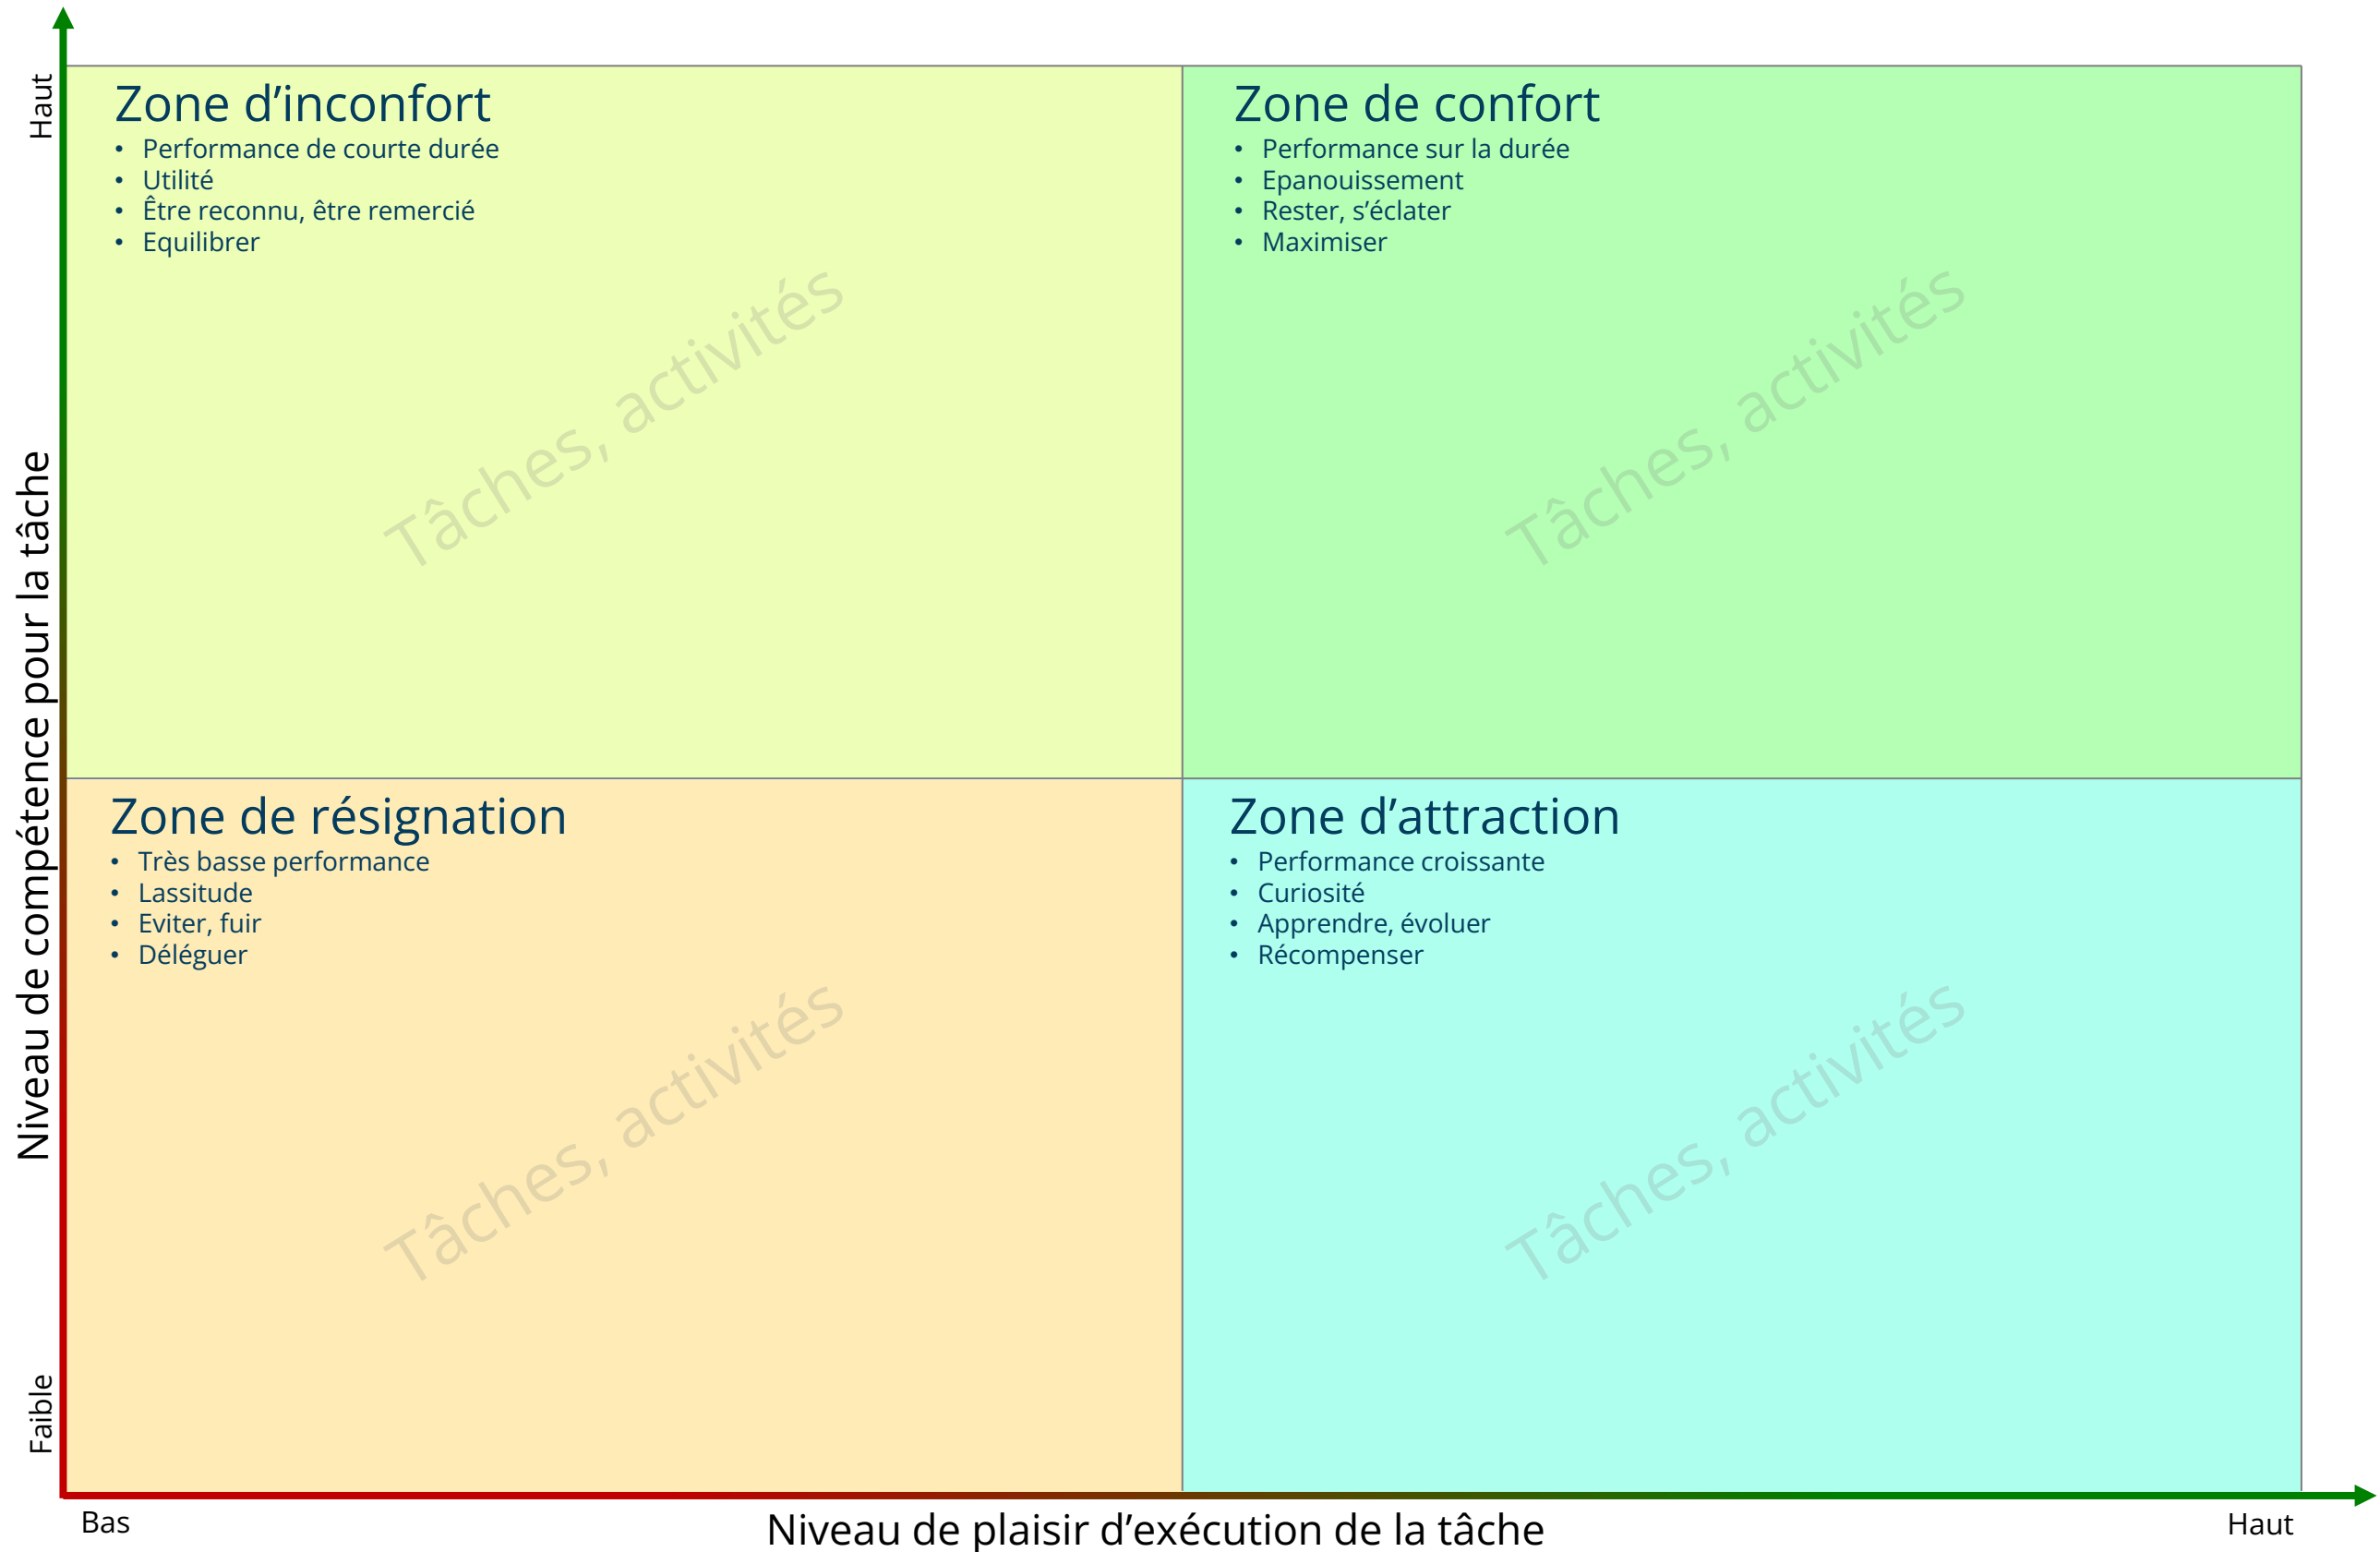 Haut
Zone d’inconfort
• Performance de courte durée
• Utilité
• Être reconnu, être remercié
• Equilibrer
Tâches, activités
Zone de confort
• Performance sur la durée
• Epanouissement
• Rester, s’éclater
• Maximiser
Tâches, activités
Niveau de compétence pour la tâche
Zone de résignation
• Très basse performance
• Lassitude
• Eviter, fuir
• Déléguer
Tâches, activités
Zone d’attraction
• Performance croissante
• Curiosité
• Apprendre, évoluer
• Récompenser
Tâches, activités
Faible
Bas
Niveau de plaisir d’exécution de la tâche
Haut